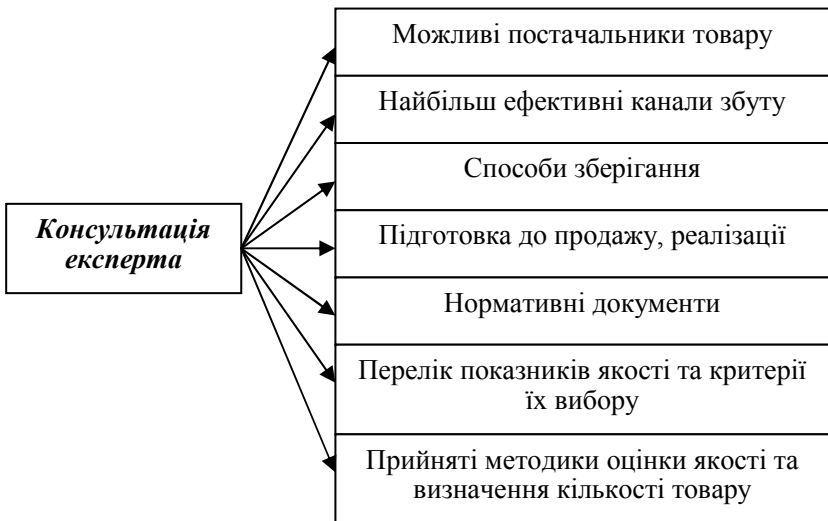 Можливі постачальники товару
Найбільш ефективні канали збуту
Способи зберігання
Консультація
експерта
Підготовка до продажу, реалізації
Нормативні документи
Перелік показників якості та критерії
їх вибору
Прийняті методики оцінки якості та
визначення кількості товару